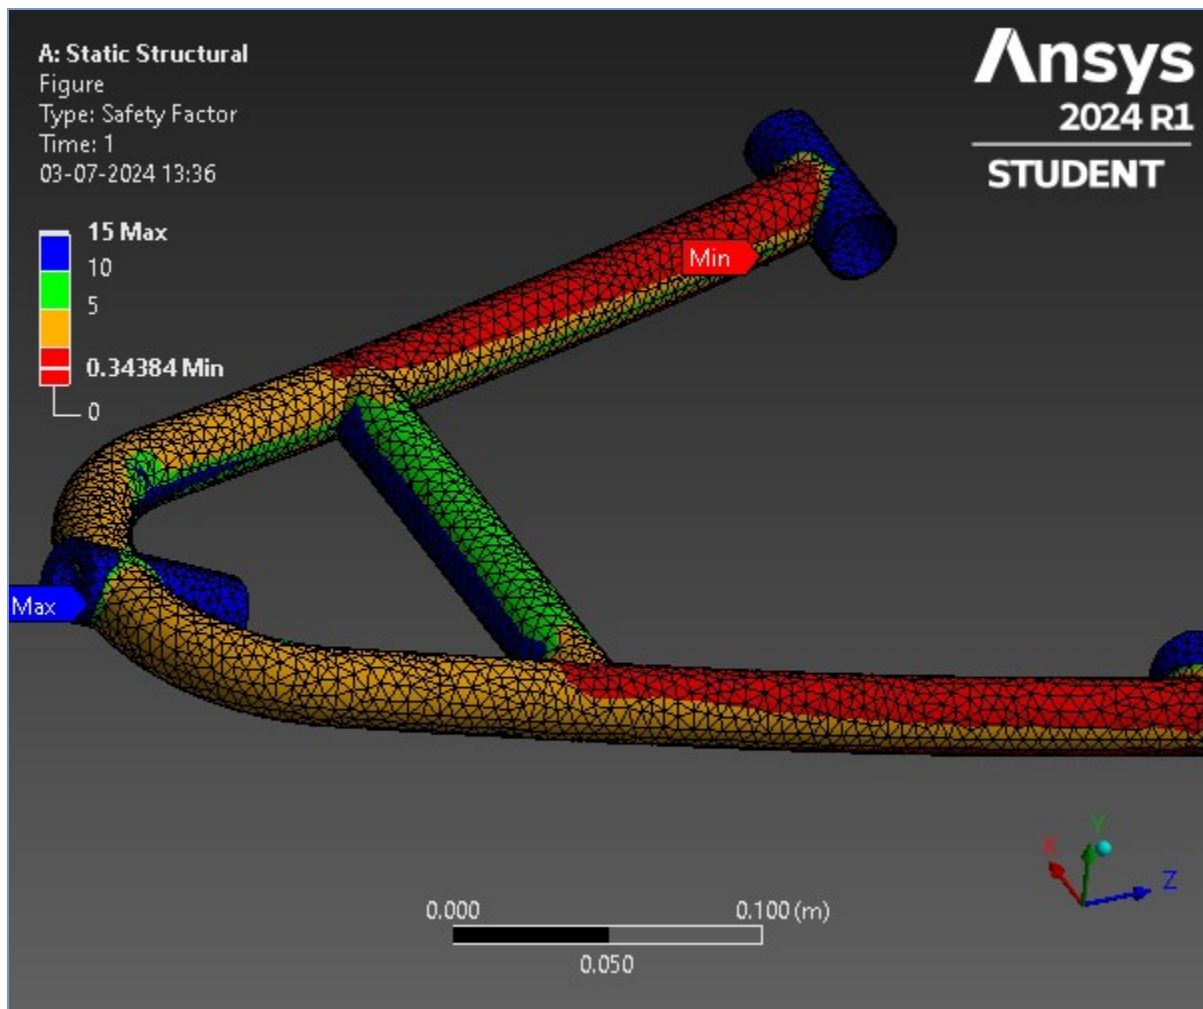 A: Static Structural
Figure
Type: Safety Factor
Time: 1
03-07-2024 13:36
Ansys
2024 R1
STUDENT
15 Max
10
5
0.34384 Min
0
Min
Max
X
Y
Z
0.000
0.100 (m)
0.050